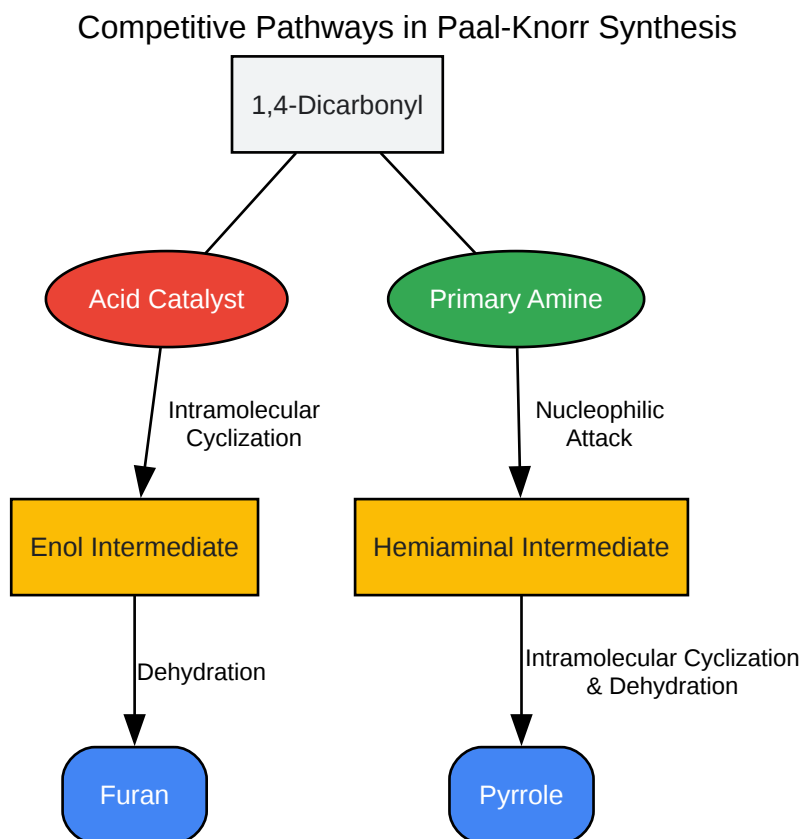 Competitive Pathways in Paal-Knorr Synthesis
1,4-Dicarbonyl
Acid Catalyst
Primary Amine
Intramolecular
Cyclization
Nucleophilic
Attack
Enol Intermediate
Hemiaminal Intermediate
Dehydration
Intramolecular Cyclization
& Dehydration
Furan
Pyrrole